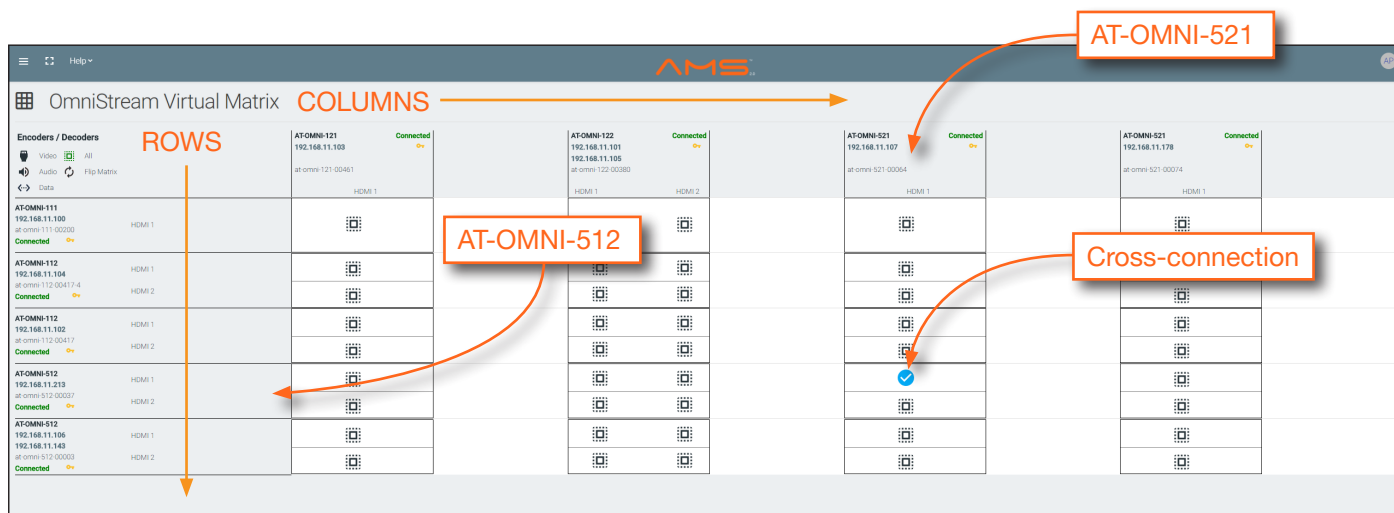 AT-OMNI-521
Help
AMS
AP
OmniStream Virtual Matrix
COLUMNS
Encoders / Decoders
Video
All
Audio
Flip Matrix
Data
ROWS
AT-OMNI-121 Connected
192.168.11.103
at-omni-121-00461
HDMI 1
AT-OMNI-122 Connected
192.168.11.101
192.168.11.105
at-omni-122-00380
HDMI 1 HDMI 2
AT-OMNI-521 Connected
192.168.11.107
at-omni-521-00064
HDMI 1
AT-OMNI-521 Connected
192.168.11.178
at-omni-521-00074
HDMI 1
AT-OMNI-111
192.168.11.100
at-omni-111-00200
Connected
HDMI 1
AT-OMNI-512
Cross-connection
AT-OMNI-112
192.168.11.104
at-omni-112-00417-4
Connected
HDMI 1
HDMI 2
AT-OMNI-112
192.168.11.102
at-omni-112-00417
Connected
HDMI 1
HDMI 2
AT-OMNI-512
192.168.11.213
at-omni-512-00037
Connected
HDMI 1
HDMI 2
AT-OMNI-512
192.168.11.106
192.168.11.143
at-omni-512-00003
Connected
HDMI 1
HDMI 2